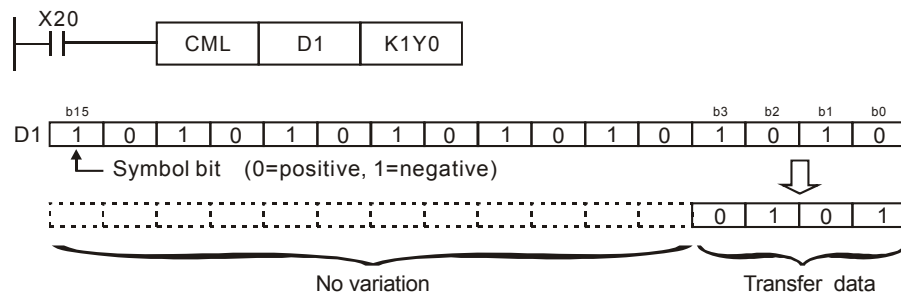 X20
CML D1 K1Y0
b15 b3 b2 b1 b0
D1 1 0 1 0 1 0 1 0 1 0 1 0 1 0 1 0
Symbol bit (0=positive, 1=negative)
0 1 0 1
No variation Transfer data